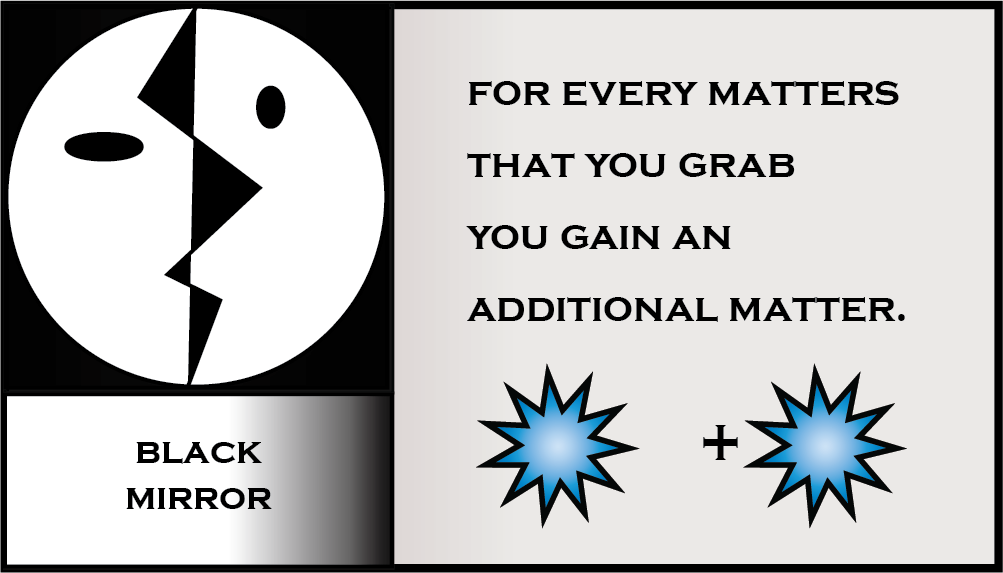 FOR EVERY MATTERS
THAT YOU GRAB
YOU GAIN AN
ADDITIONAL MATTER.
+
BLACK
MIRROR